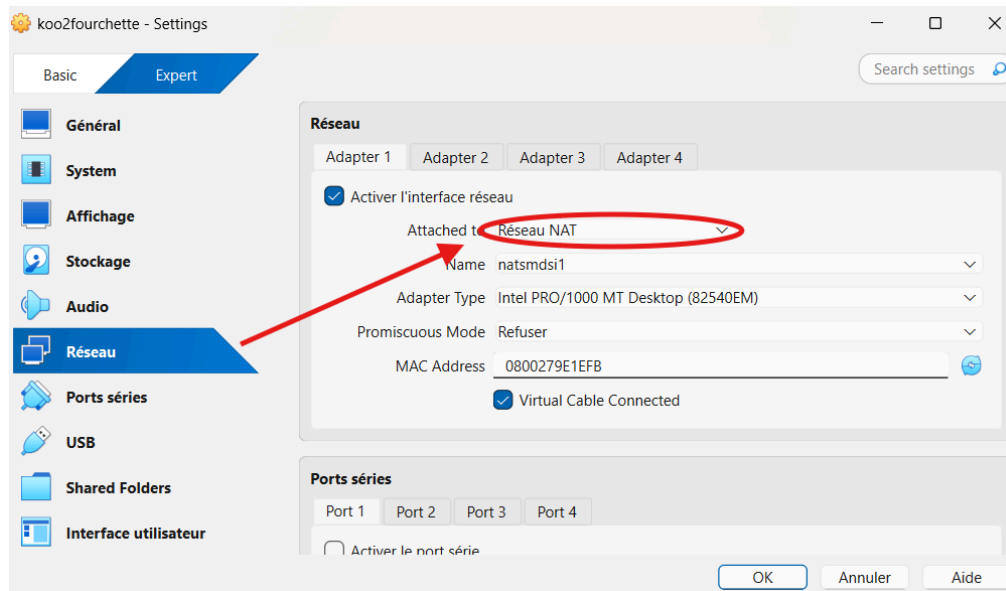 koo2fourchette - Settings
Basic
Expert
Search settings
Général
System
Affichage
Stockage
Audio
Réseau
Ports séries
USB
Shared Folders
Interface utilisateur
Réseau
Adapter 1
Adapter 2
Adapter 3
Adapter 4
Activer l'interface réseau
Attached to Réseau NAT
Name natsmdsi1
Adapter Type Intel PRO/1000 MT Desktop (82540EM)
Promiscuous Mode Refuser
MAC Address 0800279E1EFB
Virtual Cable Connected
Ports séries
Port 1
Port 2
Port 3
Port 4
Activer le port série
OK
Annuler
Aide